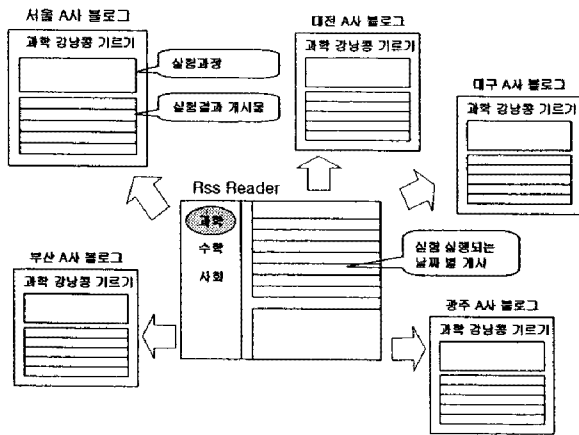 서울 A사 블로그
과학 강낭콩 기르기
실험과정
실험결과 게시물
대전 A사 블로그
과학 강낭콩 기르기
대구 A사 블로그
과학 강낭콩 기르기
Rss Reader
과학
수학
사회
실험 실행되는
날짜 별 게시
부산 A사 블로그
과학 강낭콩 기르기
광주 A사 블로그
과학 강낭콩 기르기